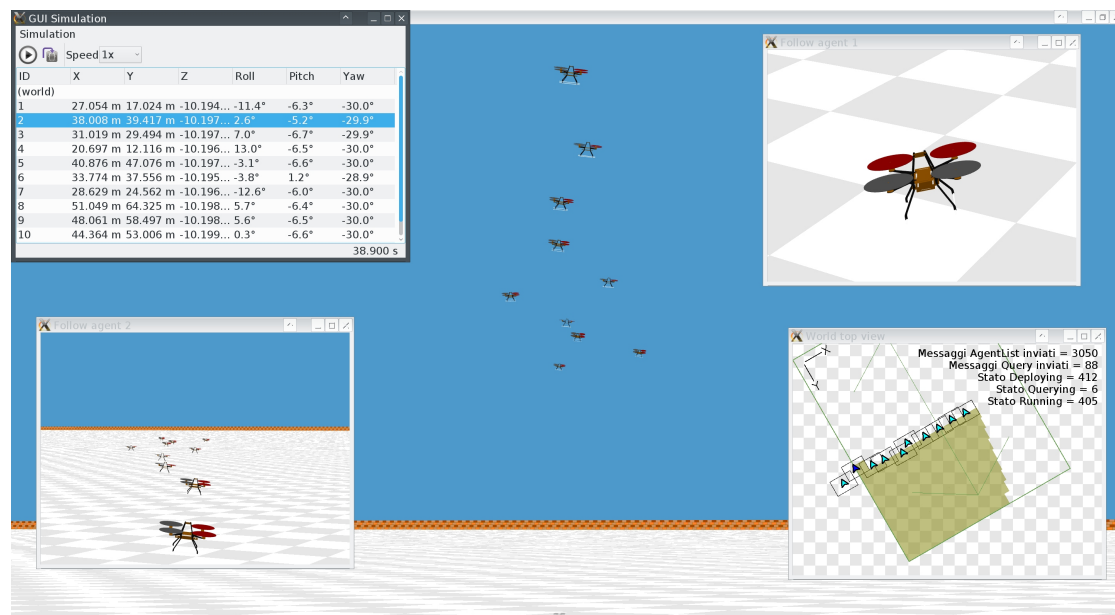 GUI Simulation
Simulation
Speed 1x
ID X Y Z Roll Pitch Yaw
(world)
1 27.054 m 17.024 m -10.194... -11.4° -6.3° -30.0°
2 38.008 m 39.417 m -10.197... 2.6° -5.2° -29.9°
3 31.019 m 29.494 m -10.197... 7.0° -6.7° -29.9°
4 20.697 m 12.116 m -10.196... 13.0° -6.5° -30.0°
5 40.876 m 47.076 m -10.197... -3.1° -6.6° -30.0°
6 33.774 m 37.556 m -10.195... -3.8° 1.2° -28.9°
7 28.629 m 24.562 m -10.196... -12.6° -6.0° -30.0°
8 51.049 m 64.325 m -10.198... 5.7° -6.4° -30.0°
9 48.061 m 58.497 m -10.198... 5.6° -6.5° -30.0°
10 44.364 m 53.006 m -10.199... 0.3° -6.6° -30.0°
38.900 s
Follow agent 1
Follow agent 2
World top view
X
Y
Messaggi AgentList inviati = 3050
Messaggi Query inviati = 88
Stato Deploying = 412
Stato Querying = 6
Stato Running = 405